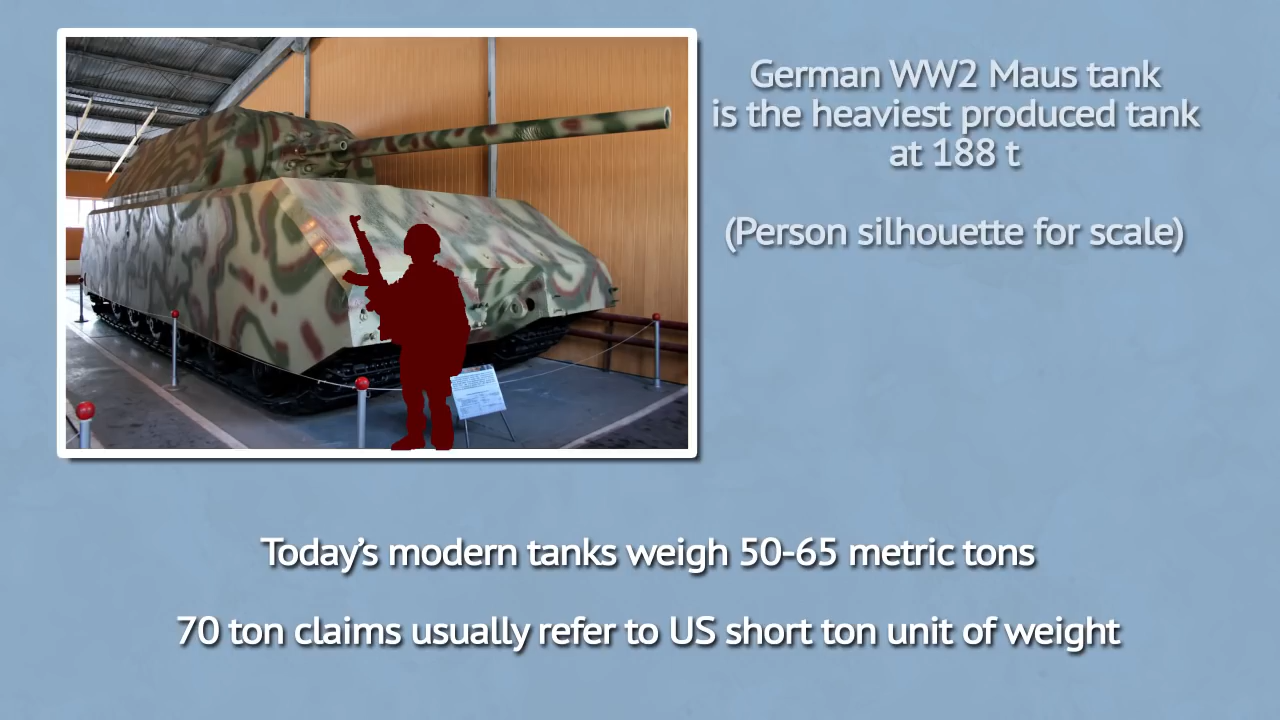 German WW2 Maus tank
is the heaviest produced tank
at 188 t
(Person silhouette for scale)
Today's modern tanks weigh 50-65 metric tons
70 ton claims usually refer to US short ton unit of weight